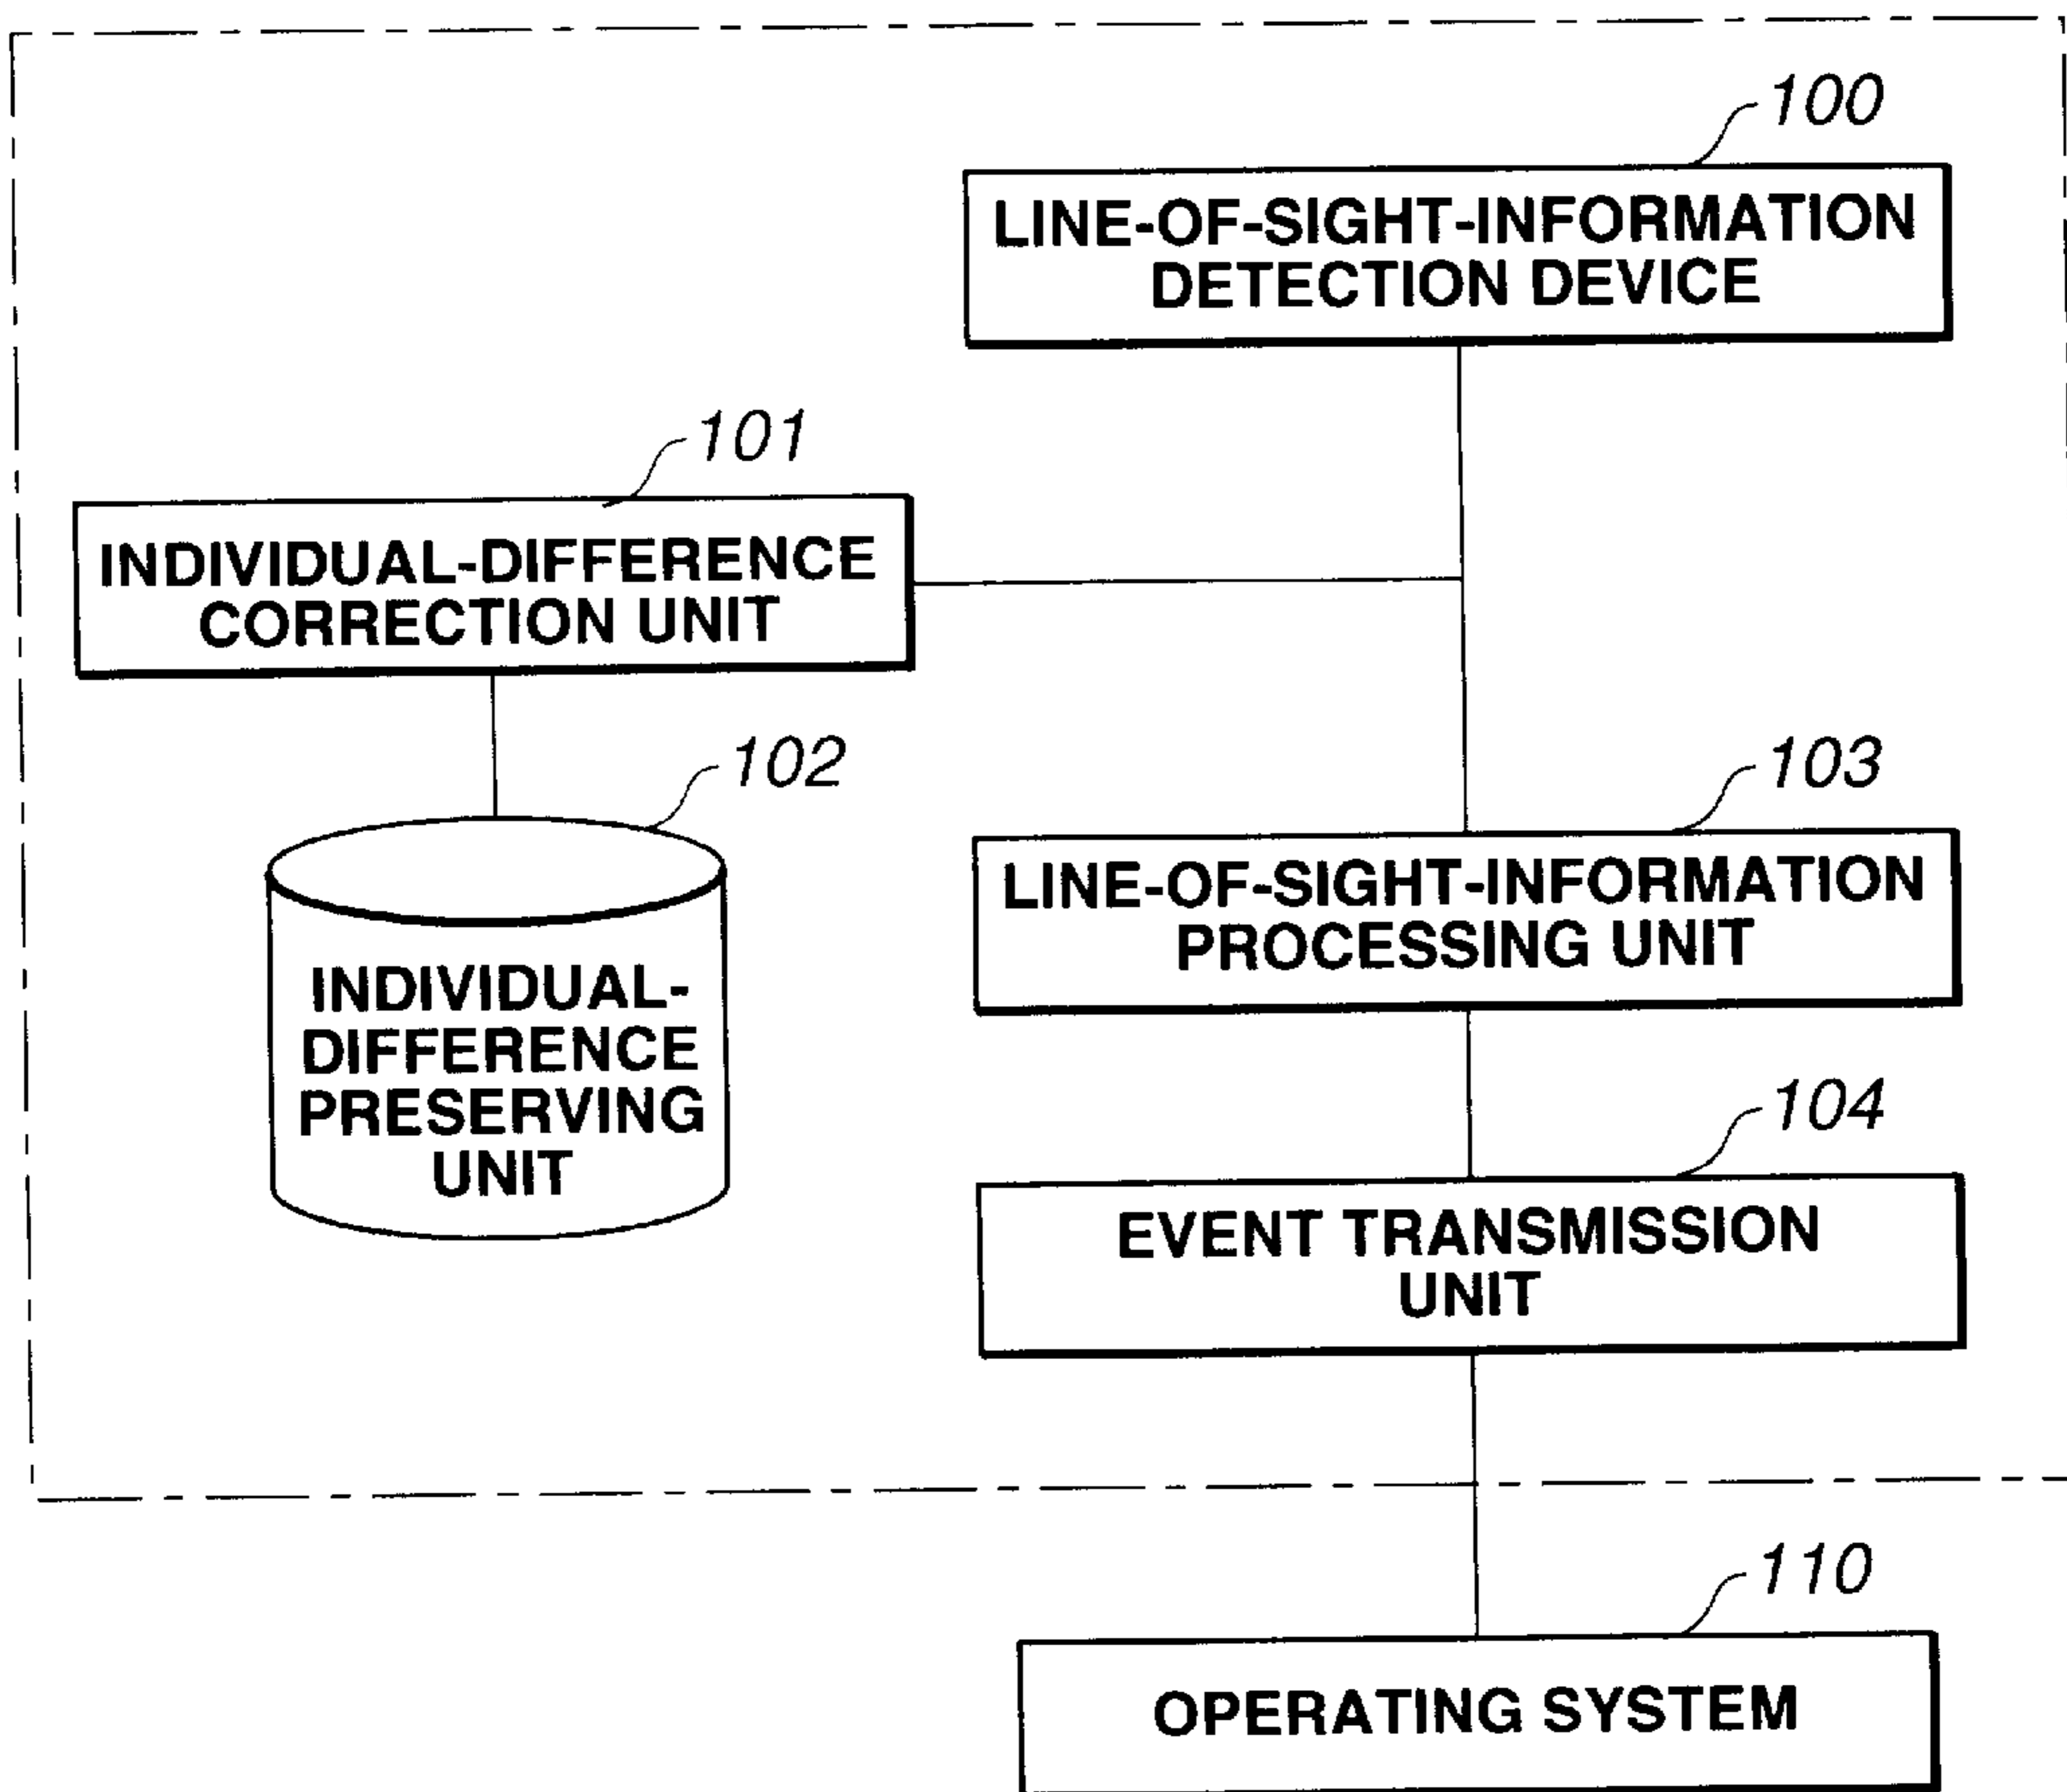 100
LINE-OF-SIGHT-INFORMATION
DETECTION DEVICE
101
INDIVIDUAL-DIFFERENCE
CORRECTION UNIT
102
INDIVIDUAL-
DIFFERENCE
PRESERVING
UNIT
103
LINE-OF-SIGHT-INFORMATION
PROCESSING UNIT
104
EVENT TRANSMISSION
UNIT
110
OPERATING SYSTEM